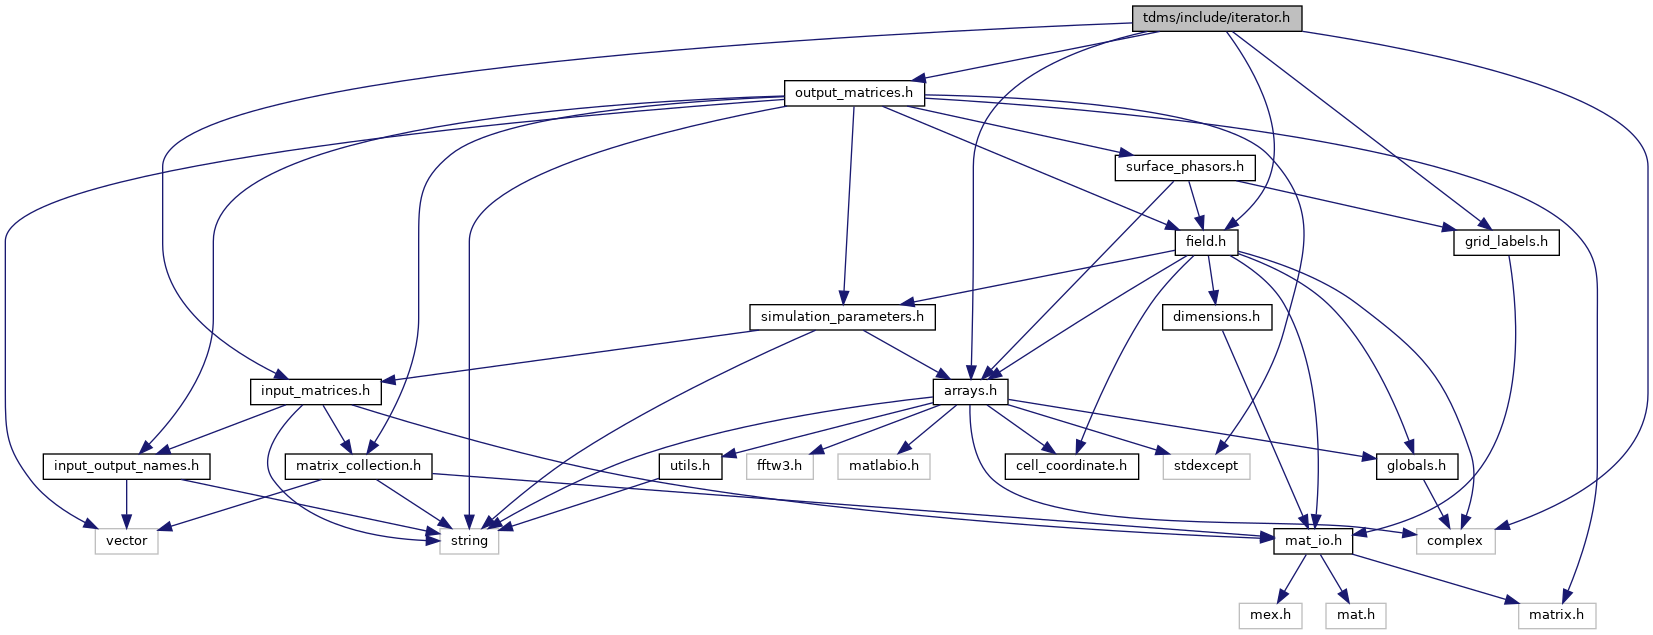 tdms/include/iterator.h
output_matrices.h
surface_phasors.h
field.h
grid_labels.h
simulation_parameters.h
dimensions.h
input_matrices.h
arrays.h
input_output_names.h
matrix_collection.h
utils.h
fftw3.h
matlabio.h
cell_coordinate.h
stdexcept
globals.h
vector
string
mat_io.h
complex
mex.h
mat.h
matrix.h